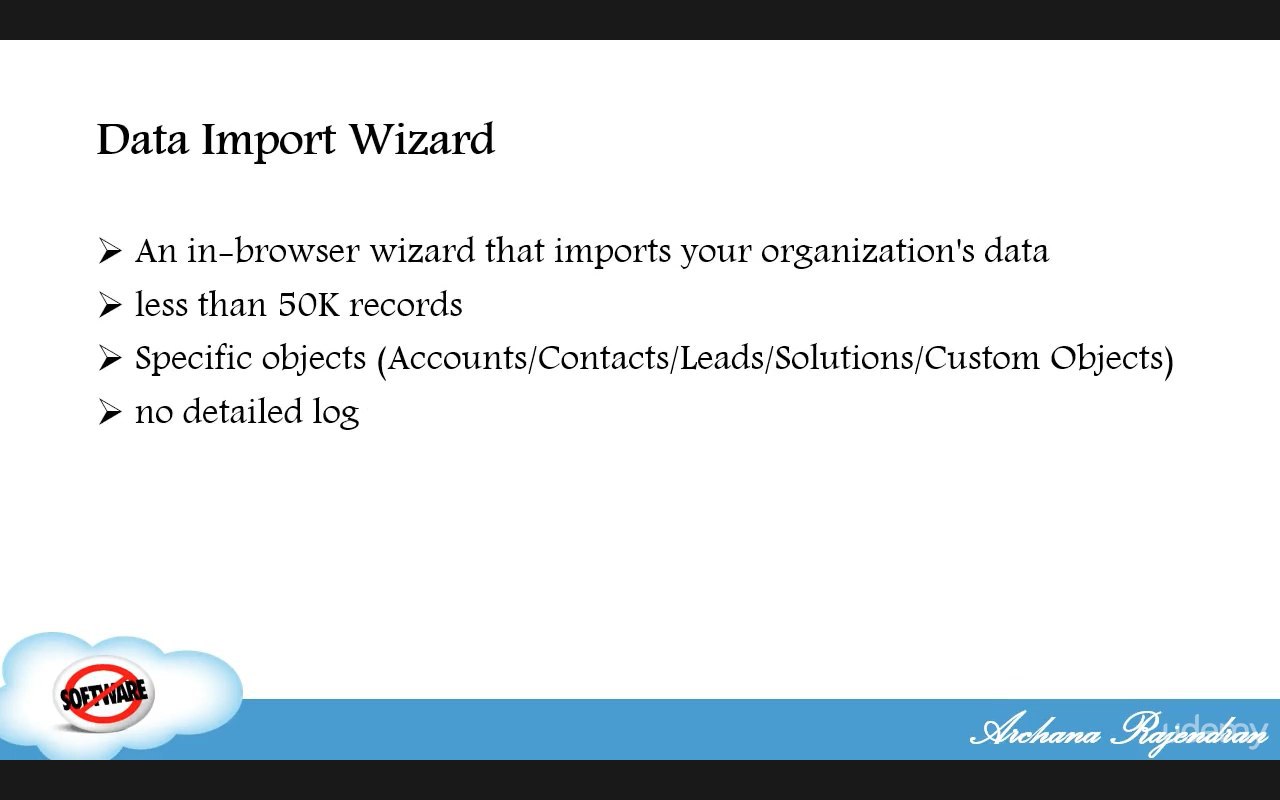 Data Import Wizard
➢ An in-browser wizard that imports your organization's data
➢ less than 50K records
➢ Specific objects (Accounts/Contacts/Leads/Solutions/Custom Objects)
➢ no detailed log
SOFTWARE
Archana Rajendran
udemy